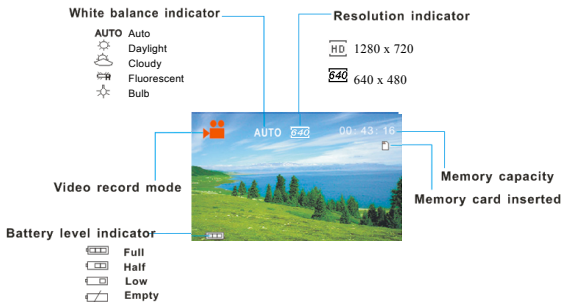 White balance indicator
AUTO Auto
Daylight
Cloudy
Fluorescent
Bulb
Resolution indicator
HD 1280 x 720
640 640 x 480
AUTO 640 00:43:16
Video record mode
Memory capacity
Memory card inserted
Battery level indicator
Full
Half
Low
Empty